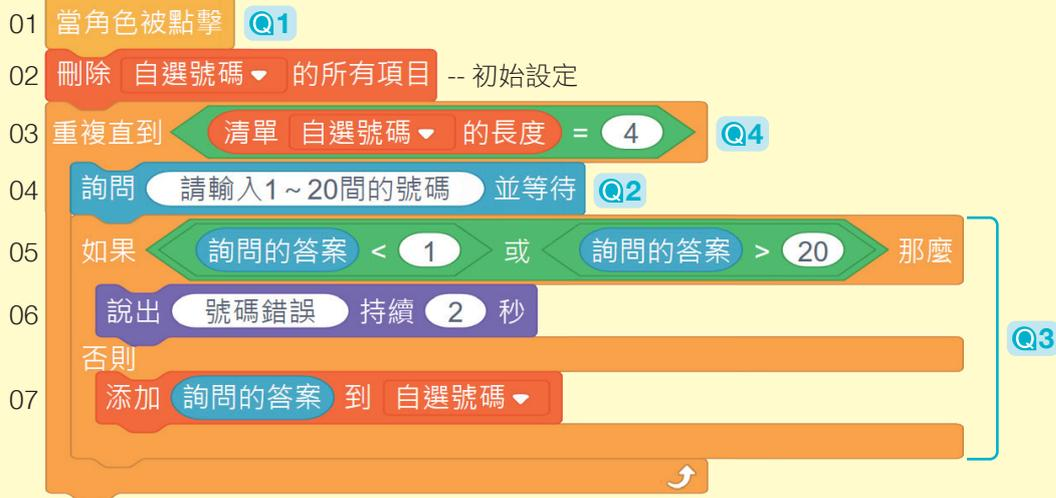 01 當角色被點擊 Q1
02 刪除 自選號碼 的所有項目 -- 初始設定
03 重複直到 清單 自選號碼 的長度 = 4 Q4
04 詢問 請輸入1～20間的號碼 並等待 Q2
05 如果 詢問的答案 < 1 或 詢問的答案 > 20 那麼
06 說出 號碼錯誤 持續 2 秒
Q3
否則
07 添加 詢問的答案 到 自選號碼